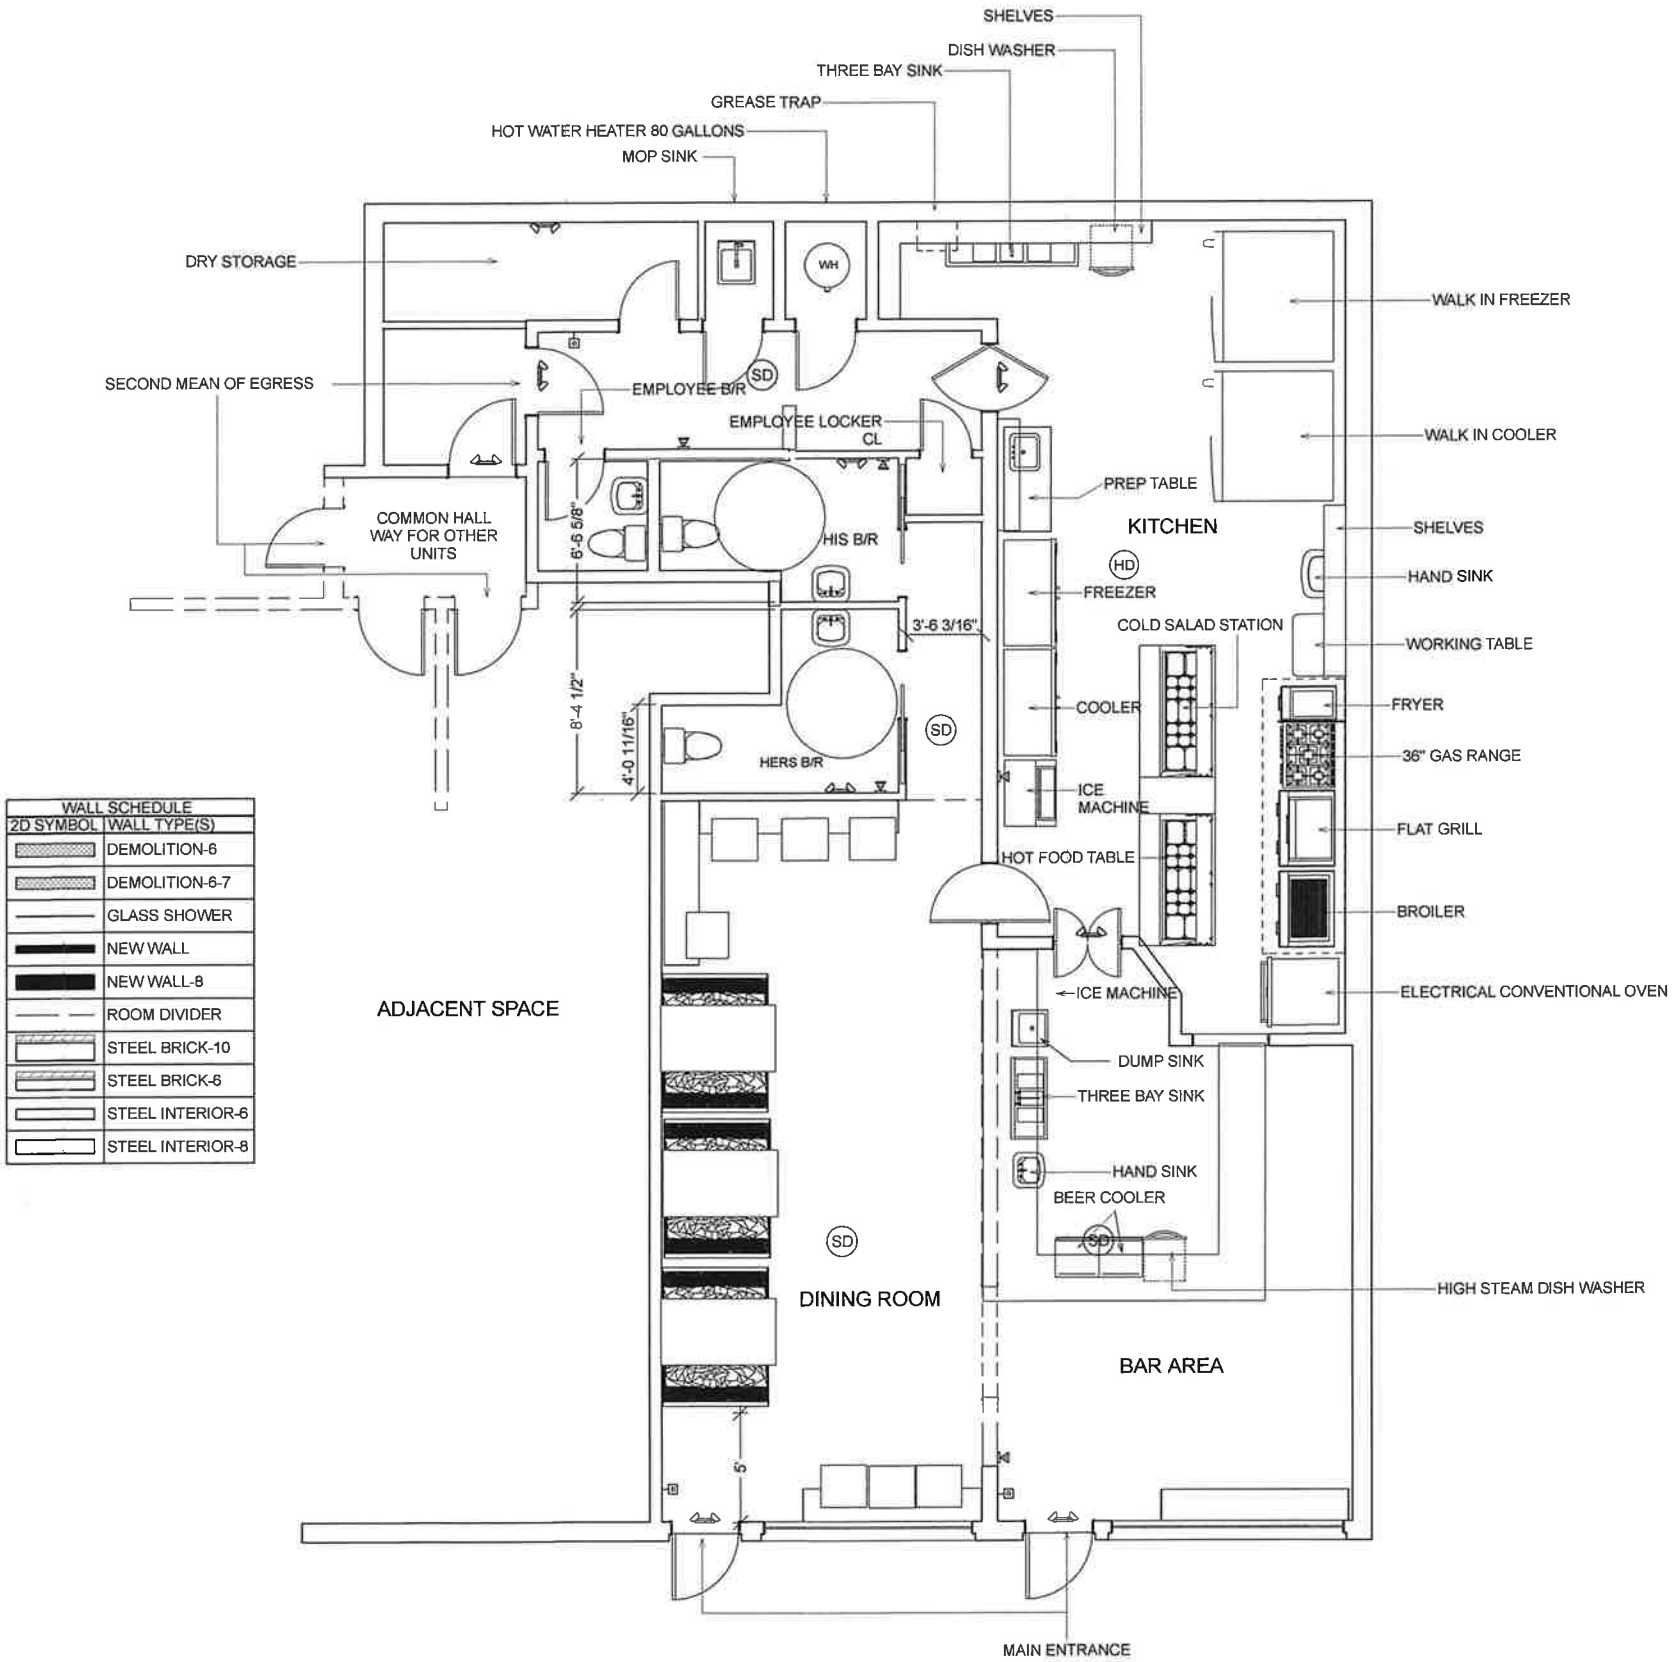 SHELVES
DISH WASHER
THREE BAY SINK
GREASE TRAP
HOT WATER HEATER 80 GALLONS
MOP SINK
DRY STORAGE
WH
WALK IN FREEZER
SECOND MEAN OF EGRESS
EMPLOYEE B/R
SD
EMPLOYEE LOCKER
CL
WALK IN COOLER
PREP TABLE
COMMON HALL
WAY FOR OTHER
UNITS
6'-6 5/8"
HIS B/R
KITCHEN
SHELVES
HD
HAND SINK
FREEZER
3'-6 3/16"
COLD SALAD STATION
WORKING TABLE
8'-4 1/2"
4'-0 11/16"
HERS B/R
SD
COOLER
FRYER
36" GAS RANGE
ICE
MACHINE
FLAT GRILL
HOT FOOD TABLE
BROILER
WALL SCHEDULE
2D SYMBOL WALL TYPE(S)
DEMOLITION-6
DEMOLITION-6-7
GLASS SHOWER
NEW WALL
NEW WALL-8
ROOM DIVIDER
STEEL BRICK-10
STEEL BRICK-6
STEEL INTERIOR-6
STEEL INTERIOR-8
ADJACENT SPACE
ICE MACHINE
ELECTRICAL CONVENTIONAL OVEN
DUMP SINK
THREE BAY SINK
HAND SINK
BEER COOLER
SD
SD
HIGH STEAM DISH WASHER
DINING ROOM
BAR AREA
5'
MAIN ENTRANCE